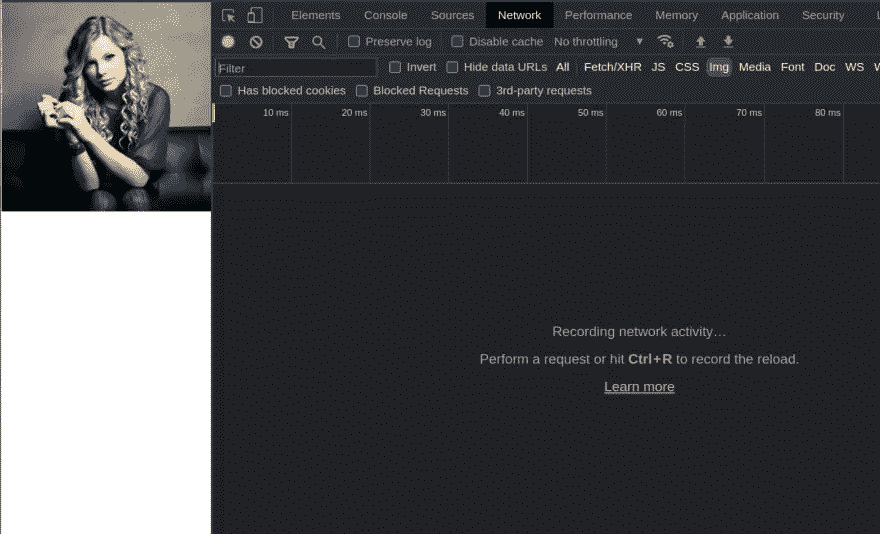 Elements Console Sources Network Performance Memory Application Security
Preserve log Disable cache No throttling ▼
Filter Invert Hide data URLs All Fetch/XHR JS CSS Img Media Font Doc WS
Has blocked cookies Blocked Requests 3rd-party requests
10 ms 20 ms 30 ms 40 ms 50 ms 60 ms 70 ms 80 ms
Recording network activity…
Perform a request or hit Ctrl+R to record the reload.
Learn more